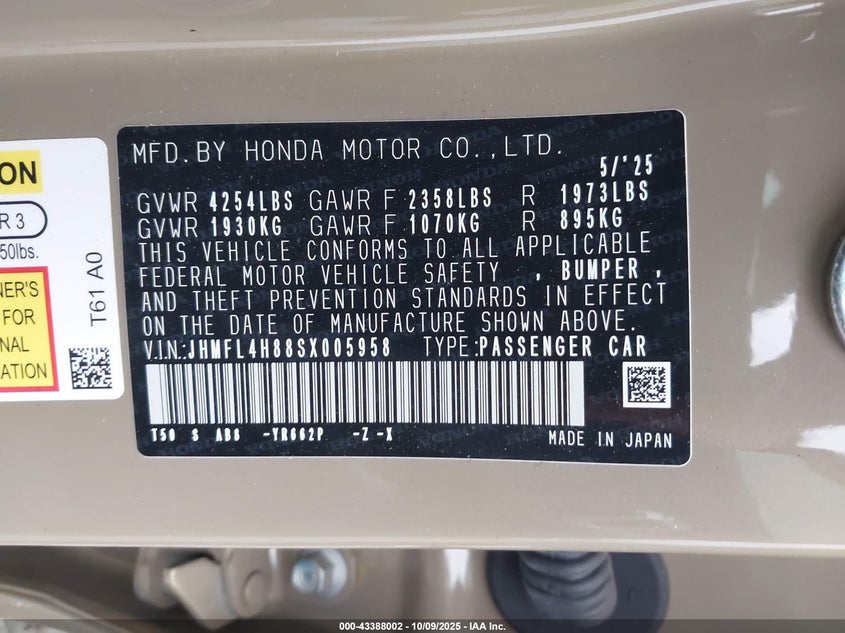 ON
R 3
50lbs.
NER'S
FOR
NAL
ATION
T61 A0
MFD.BY HONDA MOTOR CO.,LTD.
5/'25
GVWR 4254LBS GAWR F 2358LBS R 1973LBS
GVWR 1930KG GAWR F 1070KG R 895KG
THIS VEHICLE CONFORMS TO ALL APPLICABLE
FEDERAL MOTOR VEHICLE SAFETY , BUMPER ,
AND THEFT PREVENTION STANDARDS IN EFFECT
ON THE DATE OF MANUFACTURE SHOWN ABOVE.
V.I.N.:JHMFL4H88SX005958 TYPE:PASSENGER CAR
T50 S AB8 -YR662P -Z -X
MADE IN JAPAN
000-43388002 - 10/09/2025 - IAA Inc.